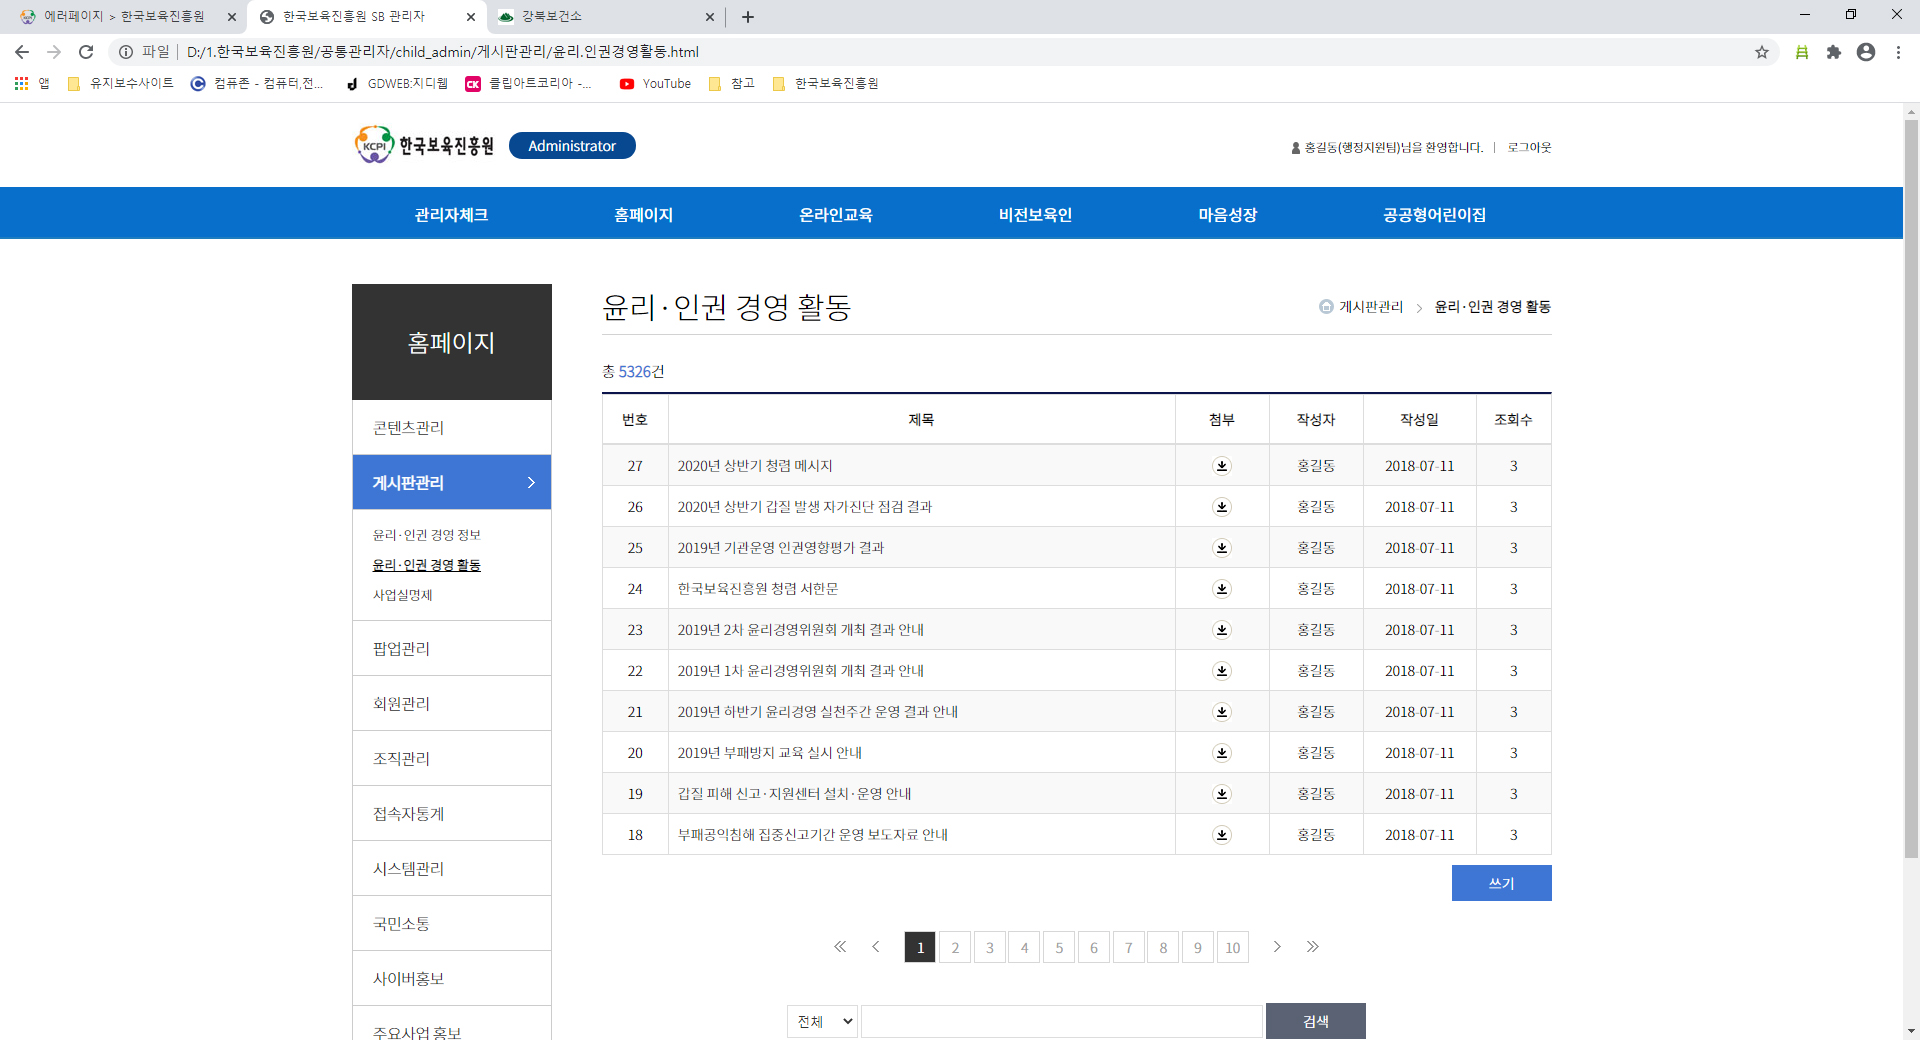 에러페이지 > 한국보육진흥원
한국보육진흥원 SB 관리자
강북보건소
파일 D:/1.한국보육진흥원/공통관리자/child_admin/게시판관리/윤리.인권경영활동.html
앱 유지보수사이트 컴퓨존 - 컴퓨터,전... GDWEB:지디웹 클립아트코리아 -... YouTube 참고 한국보육진흥원
KCPI 한국보육진흥원 Administrator
홍길동(행정지원팀)님을 환영합니다. 로그아웃
관리자체크 홈페이지 온라인교육 비전보육인 마음성장 공공형어린이집
홈페이지
콘텐츠관리
게시판관리
윤리·인권 경영 정보
윤리·인권 경영 활동
사업실명제
팝업관리
회원관리
조직관리
접속자통계
시스템관리
국민소통
사이버홍보
주요사업 홍보
윤리·인권 경영 활동
게시판관리 > 윤리·인권 경영 활동
총 5326건
번호 제목 첨부 작성자 작성일 조회수
27 2020년 상반기 청렴 메시지 홍길동 2018-07-11 3
26 2020년 상반기 갑질 발생 자가진단 점검 결과 홍길동 2018-07-11 3
25 2019년 기관운영 인권영향평가 결과 홍길동 2018-07-11 3
24 한국보육진흥원 청렴 서한문 홍길동 2018-07-11 3
23 2019년 2차 윤리경영위원회 개최 결과 안내 홍길동 2018-07-11 3
22 2019년 1차 윤리경영위원회 개최 결과 안내 홍길동 2018-07-11 3
21 2019년 하반기 윤리경영 실천주간 운영 결과 안내 홍길동 2018-07-11 3
20 2019년 부패방지 교육 실시 안내 홍길동 2018-07-11 3
19 갑질 피해 신고·지원센터 설치·운영 안내 홍길동 2018-07-11 3
18 부패공익침해 집중신고기간 운영 보도자료 안내 홍길동 2018-07-11 3
쓰기
1 2 3 4 5 6 7 8 9 10
전체 검색